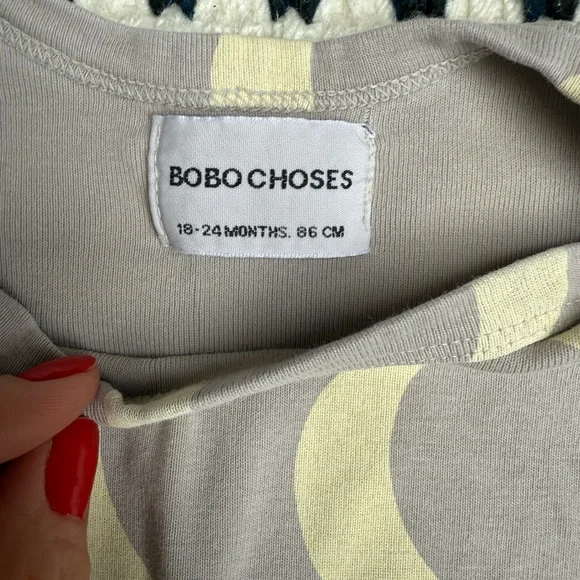 BOBO CHOSES
18-24 MONTHS. 86 CM